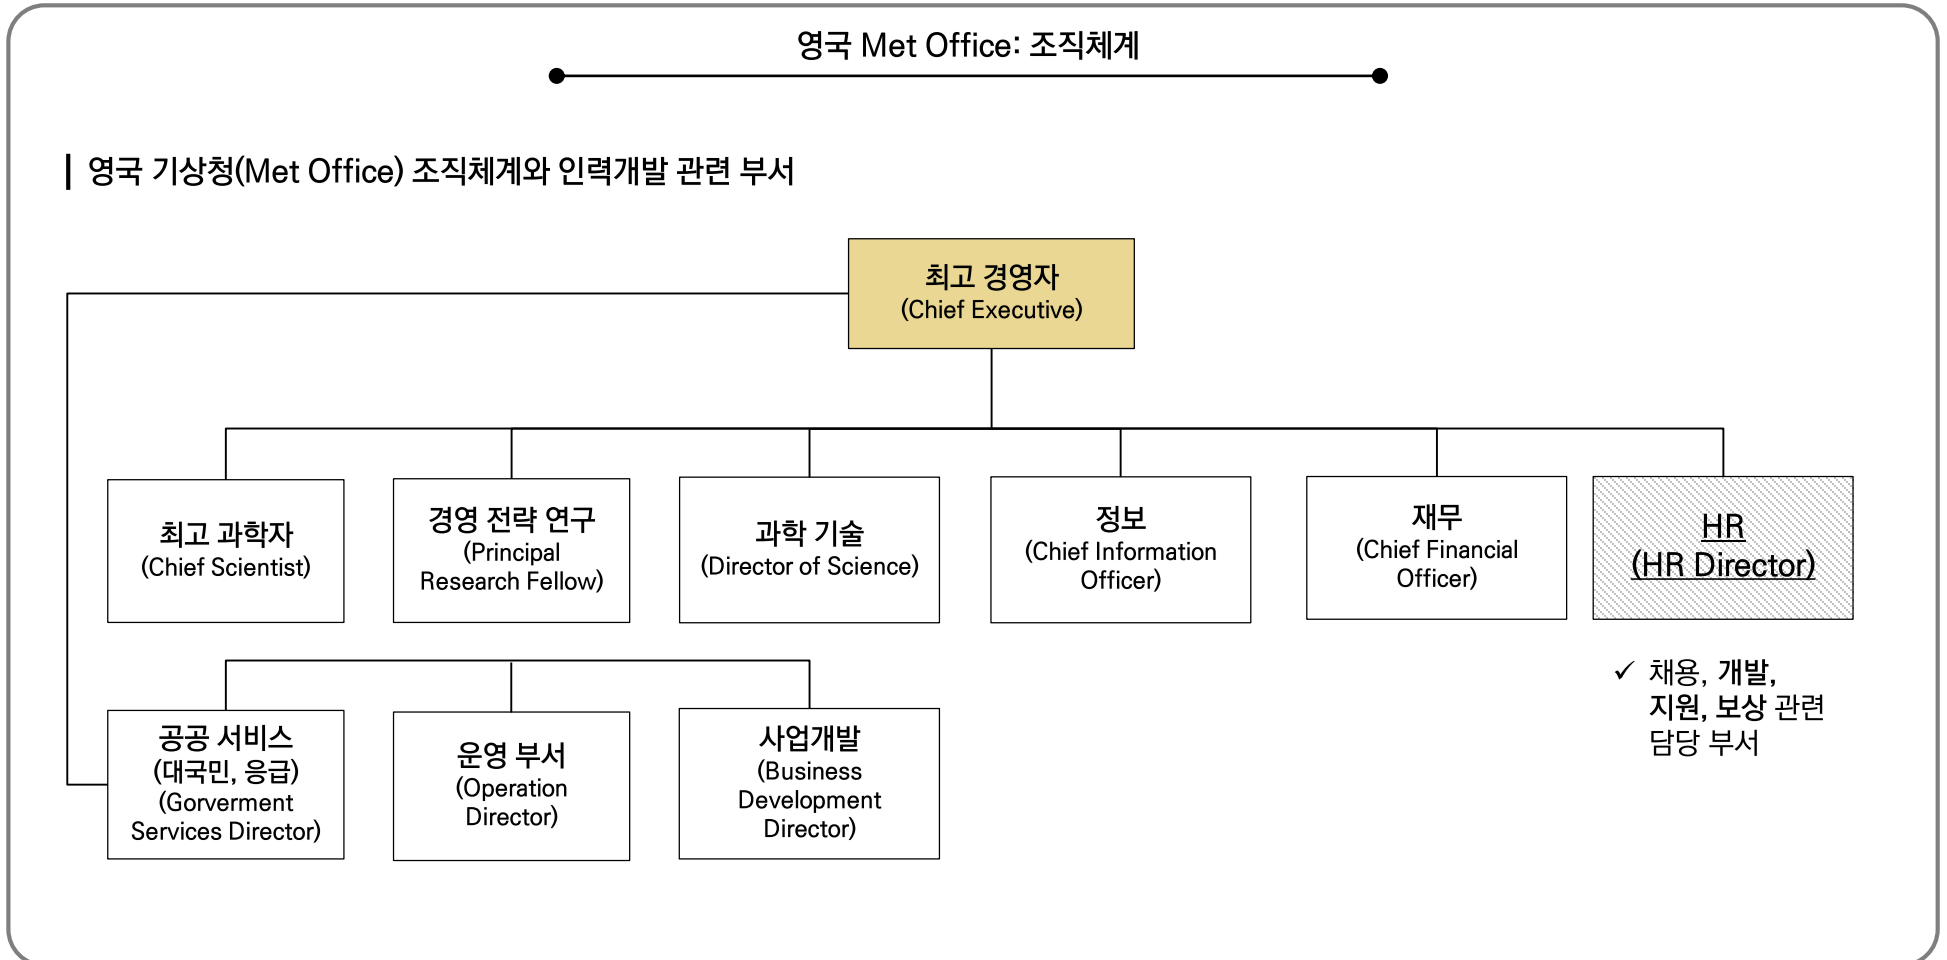 영국 Met Office: 조직체계
영국 기상청(Met Office) 조직체계와 인력개발 관련 부서
최고 경영자
(Chief Executive)
최고 과학자
(Chief Scientist)
경영 전략 연구
(Principal
Research Fellow)
과학 기술
(Director of Science)
정보
(Chief Information
Officer)
재무
(Chief Financial
Officer)
HR
(HR Director)
✓ 채용, 개발,
지원, 보상 관련
담당 부서
공공 서비스
(대국민, 응급)
(Gorverment
Services Director)
운영 부서
(Operation
Director)
사업개발
(Business
Development
Director)